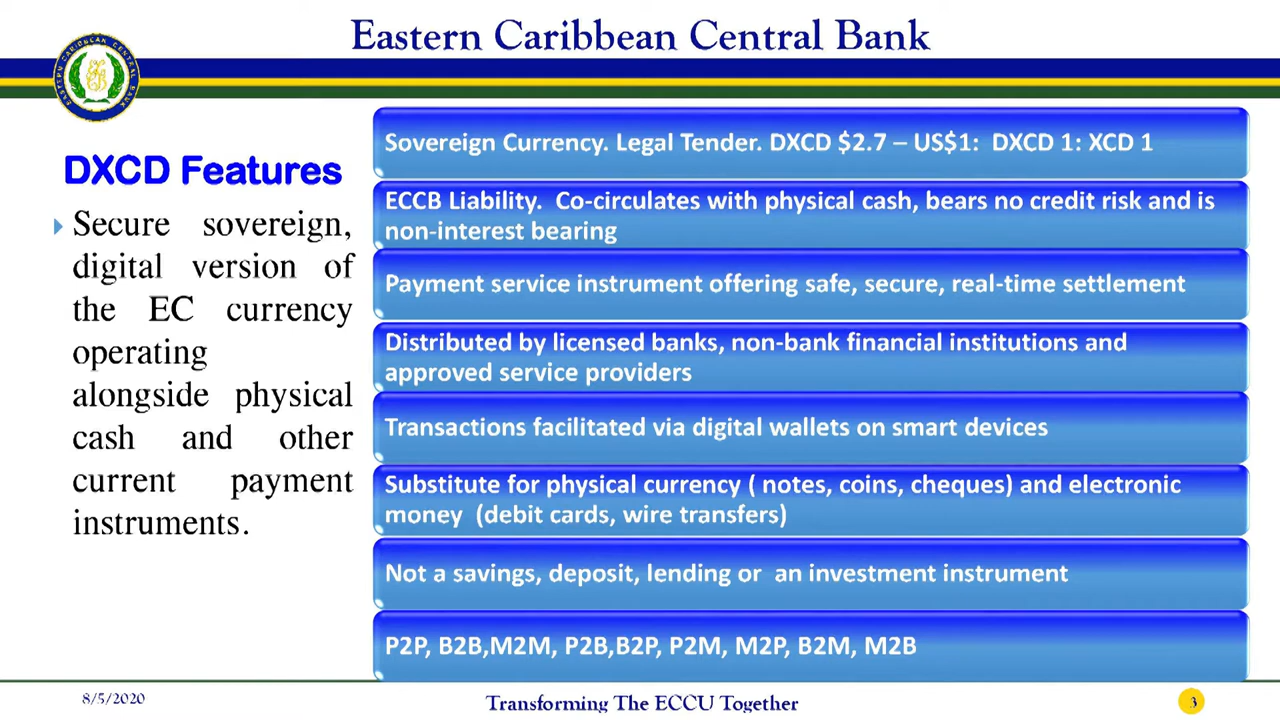 Eastern Caribbean Central Bank
EASTERN CARIBBEAN CENTRAL BANK
DXCD Features
Secure sovereign,
digital version of
the EC currency
operating
alongside physical
cash and other
current payment
instruments.
Sovereign Currency. Legal Tender. DXCD $2.7 – US$1: DXCD 1: XCD 1
ECCB Liability. Co-circulates with physical cash, bears no credit risk and is
non-interest bearing
Payment service instrument offering safe, secure, real-time settlement
Distributed by licensed banks, non-bank financial institutions and
approved service providers
Transactions facilitated via digital wallets on smart devices
Substitute for physical currency ( notes, coins, cheques) and electronic
money (debit cards, wire transfers)
Not a savings, deposit, lending or an investment instrument
P2P, B2B,M2M, P2B,B2P, P2M, M2P, B2M, M2B
8/5/2020
Transforming The ECCU Together
3